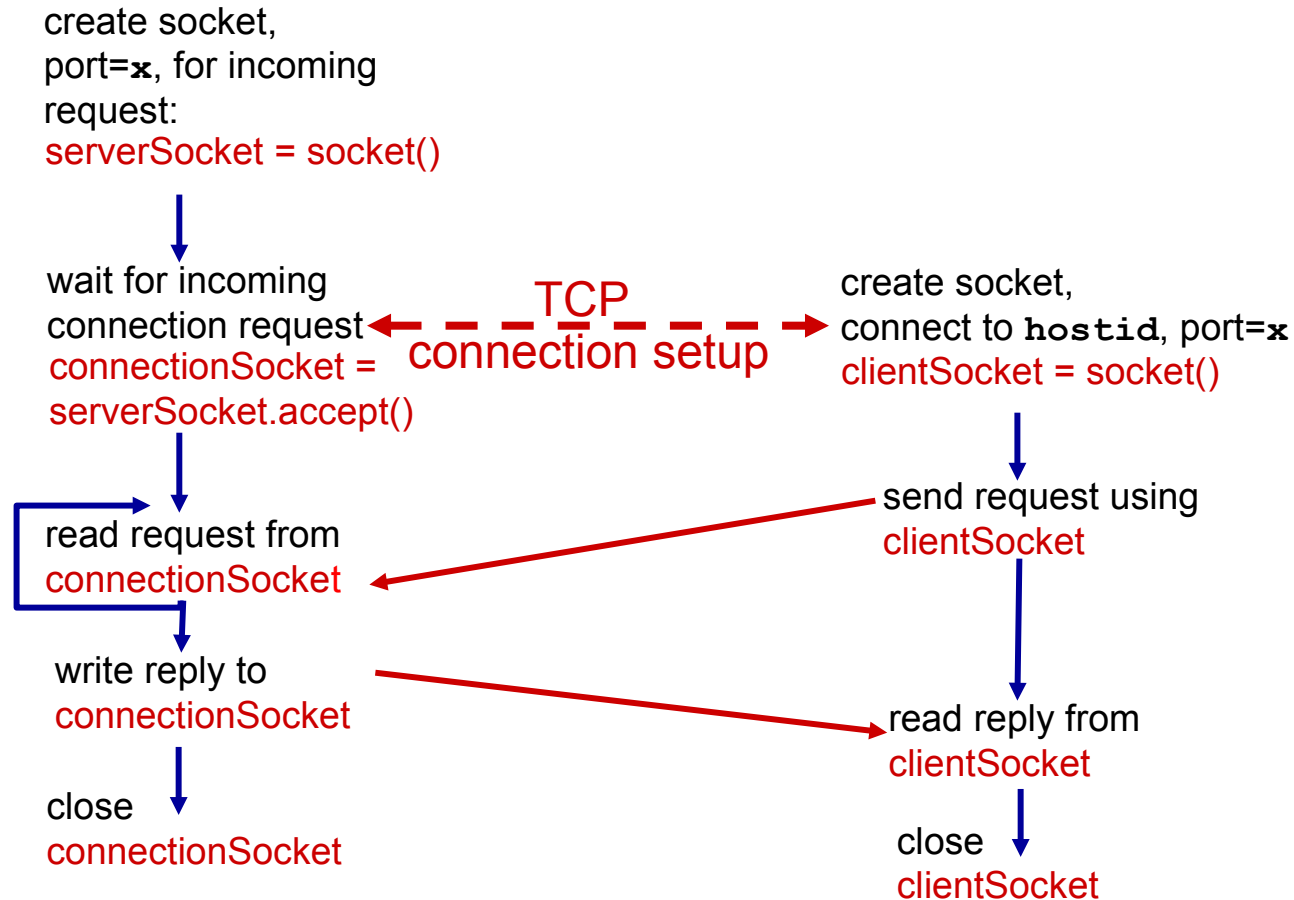 create socket,
port=x, for incoming
request:
serverSocket = socket()
wait for incoming
connection request
connectionSocket =
serverSocket.accept()
TCP
connection setup
create socket,
connect to hostid, port=x
clientSocket = socket()
read request from
connectionSocket
send request using
clientSocket
write reply to
connectionSocket
read reply from
clientSocket
close
connectionSocket
close
clientSocket